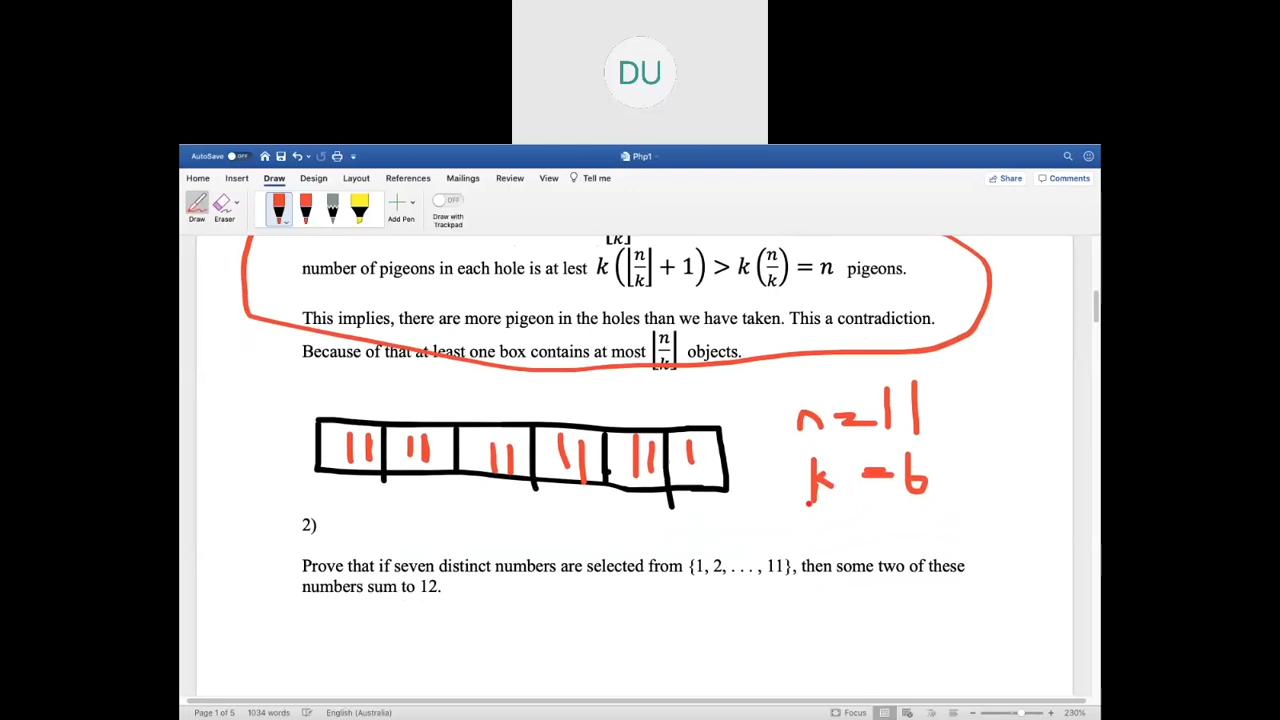 DU
AutoSave OFF Php1
Home Insert Draw Design Layout References Mailings Review View Tell me Share Comments
OFF
Draw Eraser Add Pen Draw with Trackpad
⌊k⌋
number of pigeons in each hole is at lest k(⌊n/k⌋ + 1) > k(n/k) = n pigeons.
This implies, there are more pigeon in the holes than we have taken. This a contradiction.
Because of that at least one box contains at most ⌊n/k⌋ objects.
n = 11
k = 6
2)
Prove that if seven distinct numbers are selected from {1, 2, . . . , 11}, then some two of these
numbers sum to 12.
Page 1 of 5 1034 words English (Australia) Focus 230%